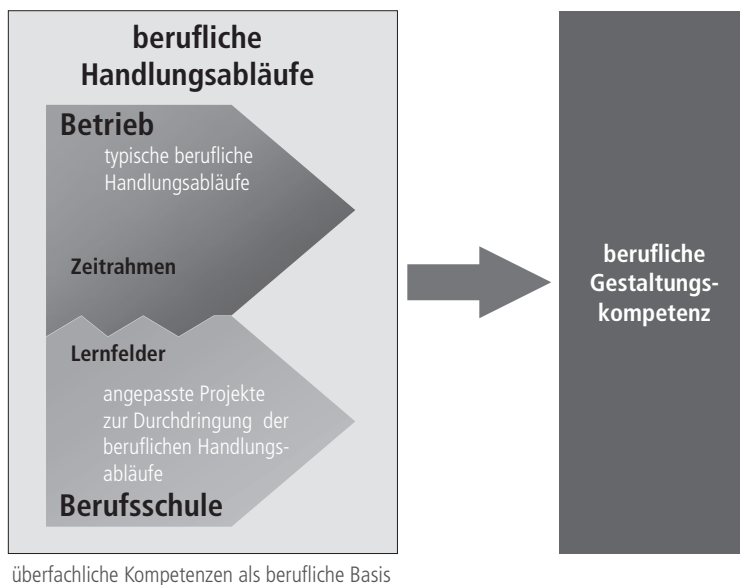 berufliche
Handlungsabläufe
Betrieb
typische berufliche
Handlungsabläufe
Zeitrahmen
Lernfelder
angepasste Projekte
zur Durchdringung der
beruflichen Handlungs-
abläufe
Berufsschule
überfachliche Kompetenzen als berufliche Basis
berufliche
Gestaltungs-
kompetenz